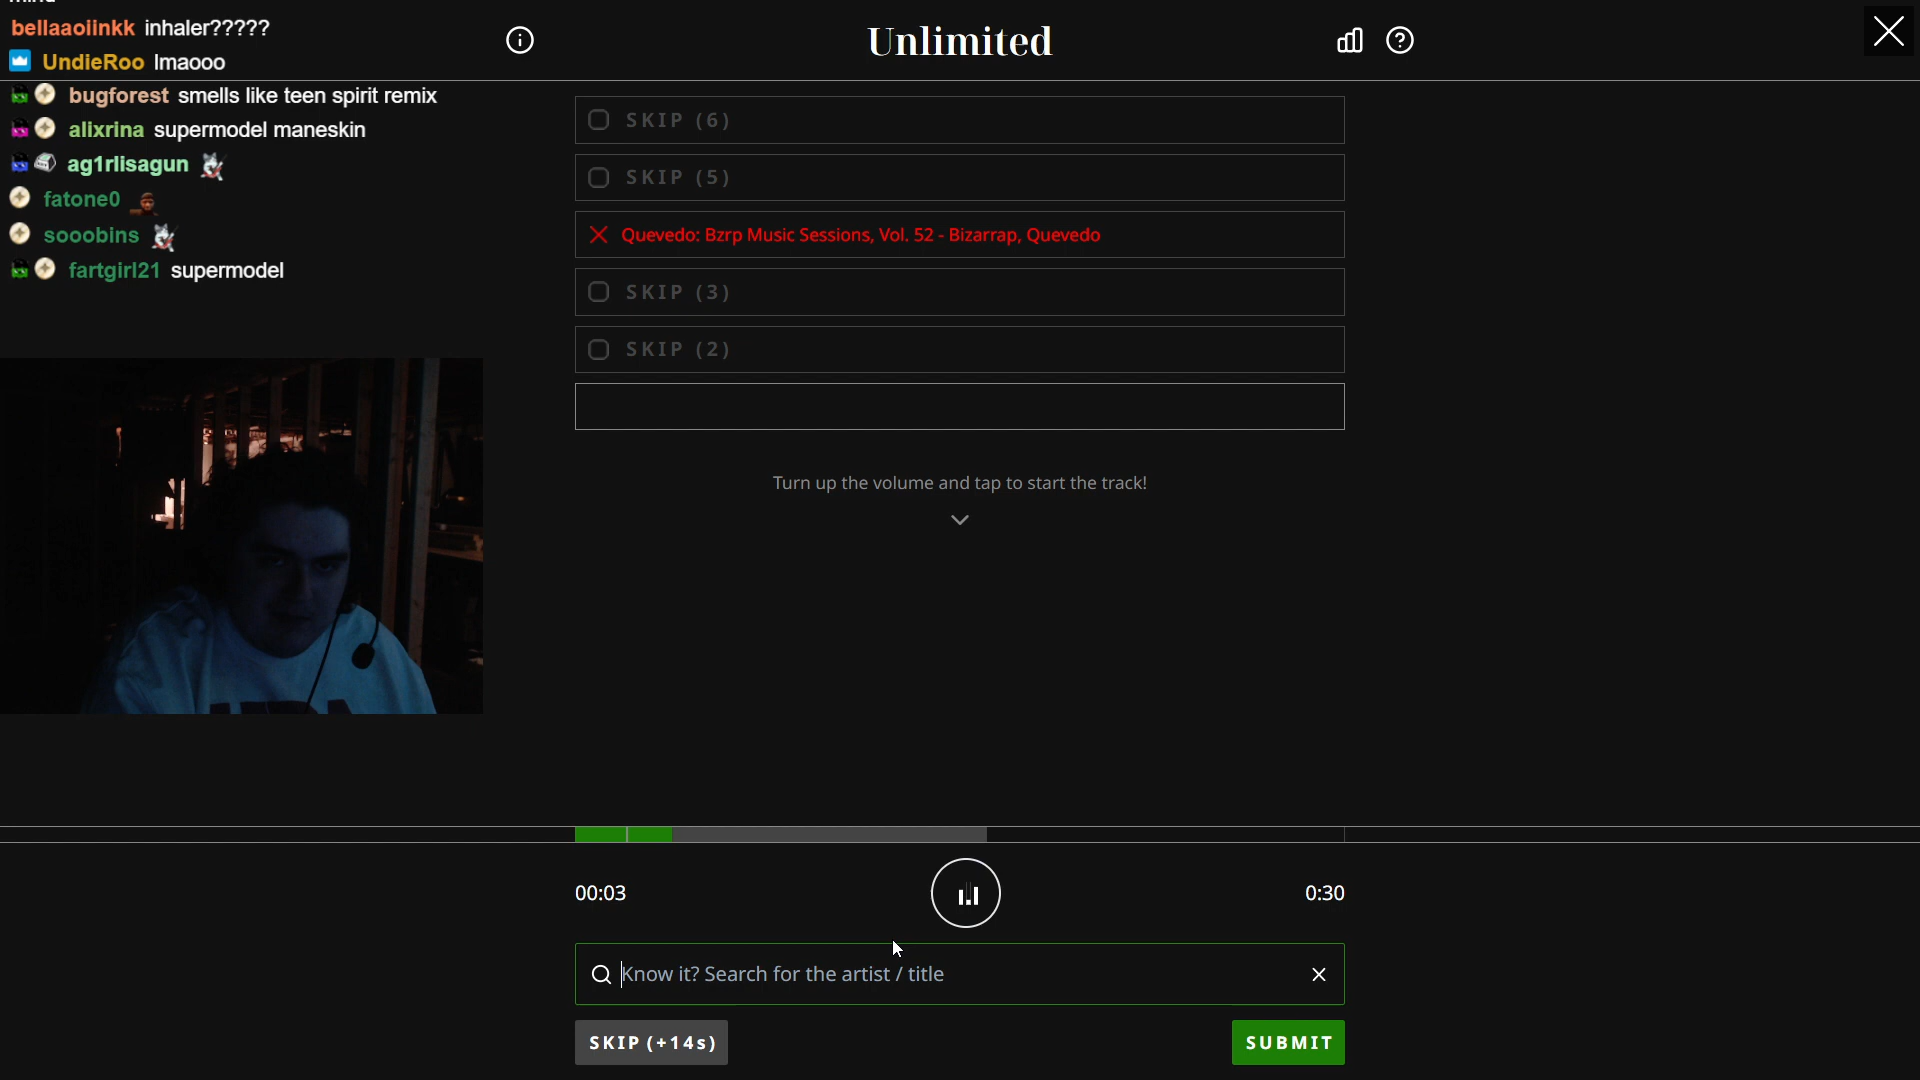 bellaaoiinkk inhaler?????
UndieRoo lmaooo
bugforest smells like teen spirit remix
alixrina supermodel maneskin
ag1rlisagun
fatone0
sooobins
fartgirl21 supermodel
Unlimited
SKIP (6)
SKIP (5)
Quevedo: Bzrp Music Sessions, Vol. 52 - Bizarrap, Quevedo
SKIP (3)
SKIP (2)
Turn up the volume and tap to start the track!
00:03
0:30
Know it? Search for the artist / title
SKIP (+14s)
SUBMIT